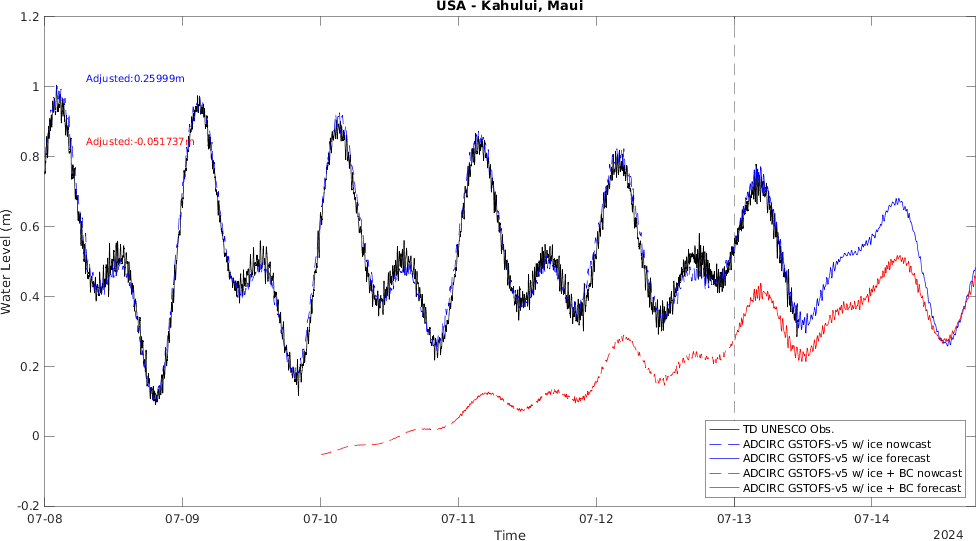 USA - Kahului, Maui
1.2
1
0.8
0.6
0.4
0.2
0
-0.2
Water Level (m)
Adjusted:0.25999m
Adjusted:-0.051737m
TD UNESCO Obs.
ADCIRC GSTOFS-v5 w/ ice nowcast
ADCIRC GSTOFS-v5 w/ ice forecast
ADCIRC GSTOFS-v5 w/ ice + BC nowcast
ADCIRC GSTOFS-v5 w/ ice + BC forecast
07-08 07-09 07-10 07-11 07-12 07-13 07-14
Time
2024